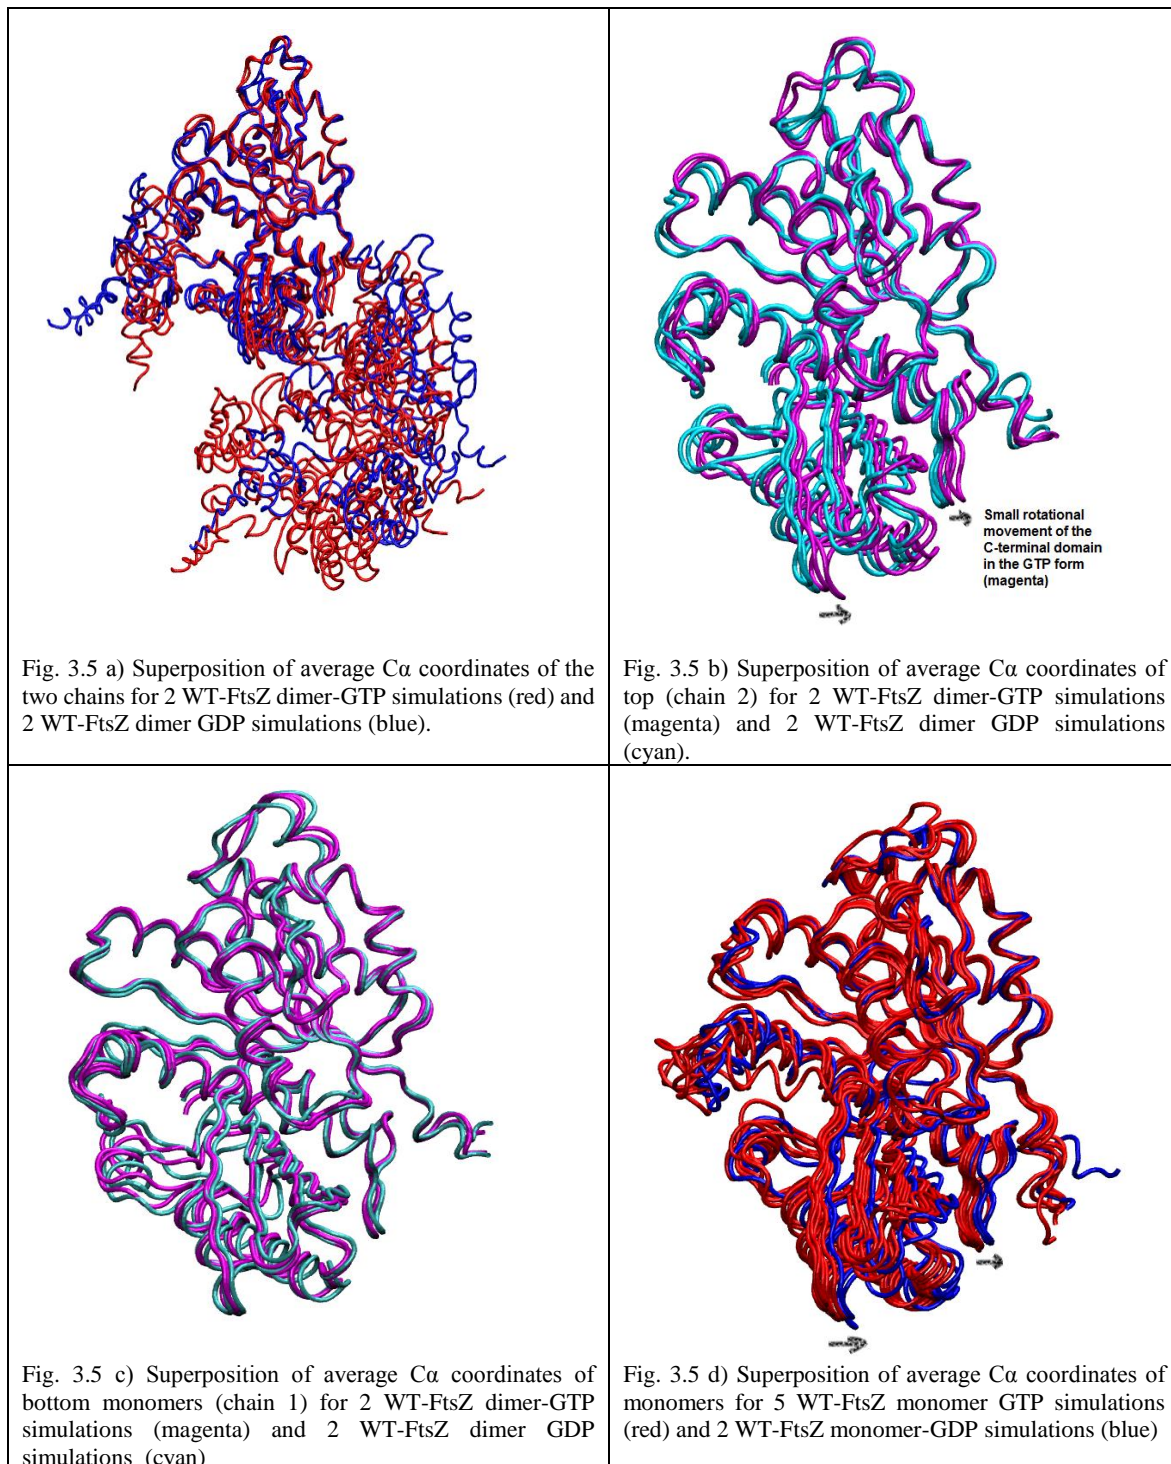 Fig. 3.5 a) Superposition of average Cα coordinates of the
two chains for 2 WT-FtsZ dimer-GTP simulations (red) and
2 WT-FtsZ dimer GDP simulations (blue).
Small rotational
movement of the
C-terminal domain
in the GTP form
(magenta)
Fig. 3.5 b) Superposition of average Cα coordinates of
top (chain 2) for 2 WT-FtsZ dimer-GTP simulations
(magenta) and 2 WT-FtsZ dimer GDP simulations
(cyan).
Fig. 3.5 c) Superposition of average Cα coordinates of
bottom monomers (chain 1) for 2 WT-FtsZ dimer-GTP
simulations (magenta) and 2 WT-FtsZ dimer GDP
simulations (cyan)
Fig. 3.5 d) Superposition of average Cα coordinates of
monomers for 5 WT-FtsZ monomer GTP simulations
(red) and 2 WT-FtsZ monomer-GDP simulations (blue)